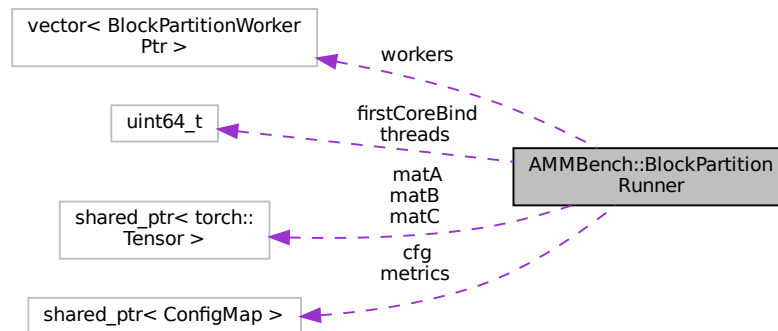 vector< BlockPartitionWorker
Ptr >
workers
uint64_t
firstCoreBind
threads
AMMBench::BlockPartition
Runner
matA
matB
matC
shared_ptr< torch::
Tensor >
cfg
metrics
shared_ptr< ConfigMap >